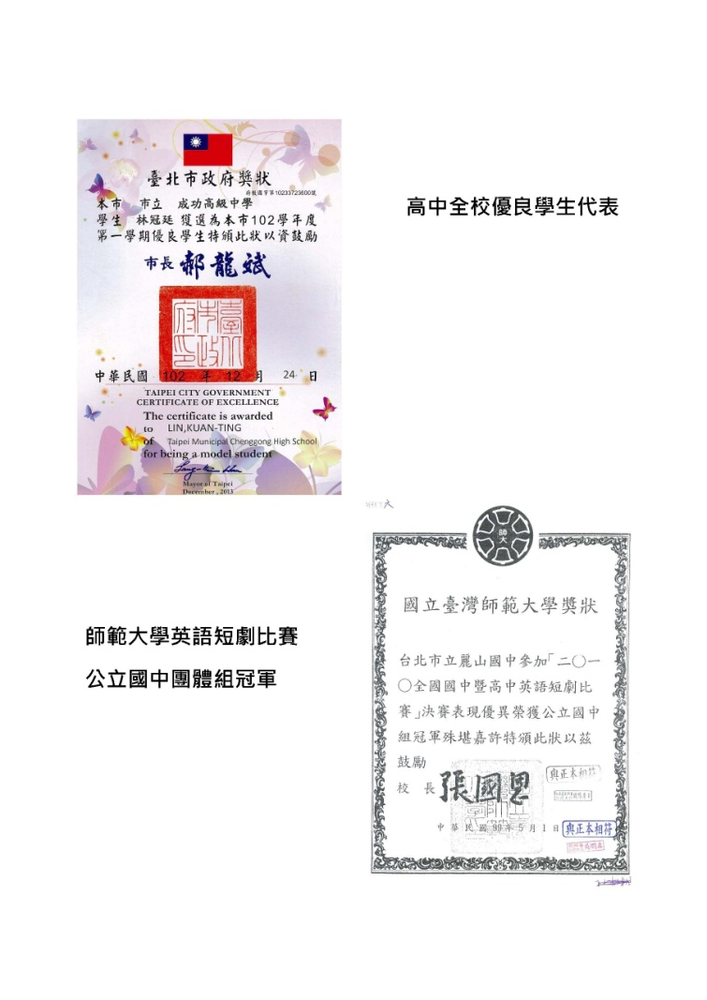 臺北市政府獎狀
府教國字第10233723600號
本市 市立 成功高級中學
學生 林冠廷 獲選為本市102學年度
第一學期優良學生特頒此狀以資鼓勵
市長 郝龍斌
臺北市政府印
中華民國 102 年 12 月 24 日
TAIPEI CITY GOVERNMENT
CERTIFICATE OF EXCELLENCE
The certificate is awarded
to LIN,KUAN-TING
of Taipei Municipal Chenggong High School
for being a model student
Mayor of Taipei
December , 2013
高中全校優良學生代表
師範大學英語短劇比賽
公立國中團體組冠軍
師大
國立臺灣師範大學獎狀
台北市立麗山國中參加「二〇一
〇全國國中暨高中英語短劇比
賽」決賽表現優異榮獲公立國中
組冠軍殊堪嘉許特頒此狀以茲
鼓勵
校長 張國恩
與正本相符
中華民國99年5月1日
與正本相符